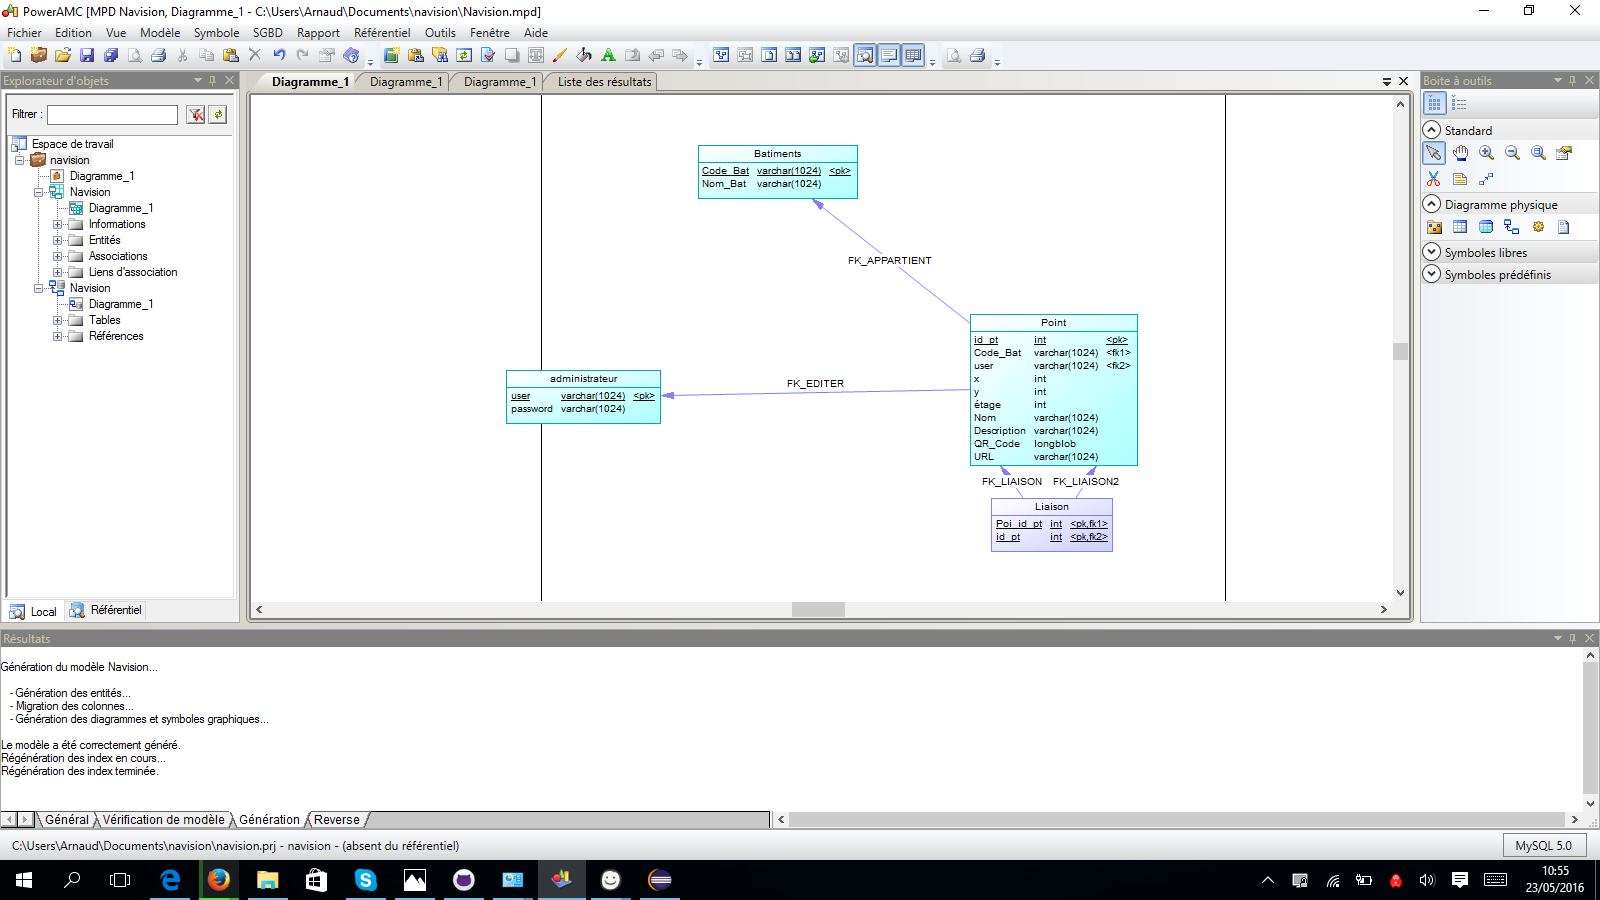 PowerAMC [MPD Navision, Diagramme_1 - C:\Users\Arnaud\Documents\navision\Navision.mpd]
Fichier Edition Vue Modèle Symbole SGBD Rapport Référentiel Outils Fenêtre Aide
Explorateur d'objets
Filtrer :
Espace de travail
navision
Diagramme_1
Navision
Diagramme_1
Informations
Entités
Associations
Liens d'association
Navision
Diagramme_1
Tables
Références
Local Référentiel
Diagramme_1 Diagramme_1 Diagramme_1 Liste des résultats
Batiments
Code_Bat varchar(1024) <pk>
Nom_Bat varchar(1024)
FK_APPARTIENT
Point
id_pt int <pk>
Code_Bat varchar(1024) <fk1>
user varchar(1024) <fk2>
x int
y int
étage int
Nom varchar(1024)
Description varchar(1024)
QR_Code longblob
URL varchar(1024)
FK_EDITER
administrateur
user varchar(1024) <pk>
password varchar(1024)
FK_LIAISON FK_LIAISON2
Liaison
Poi_id_pt int <pk,fk1>
id_pt int <pk,fk2>
Boite à outils
Standard
Diagramme physique
Symboles libres
Symboles prédéfinis
Résultats
Génération du modèle Navision...
- Génération des entités...
- Migration des colonnes...
- Génération des diagrammes et symboles graphiques...
Le modèle a été correctement généré.
Régénération des index en cours...
Régénération des index terminée.
Général Vérification de modèle Génération Reverse
C:\Users\Arnaud\Documents\navision\navision.prj - navision - (absent du référentiel)
MySQL 5.0
10:55
23/05/2016